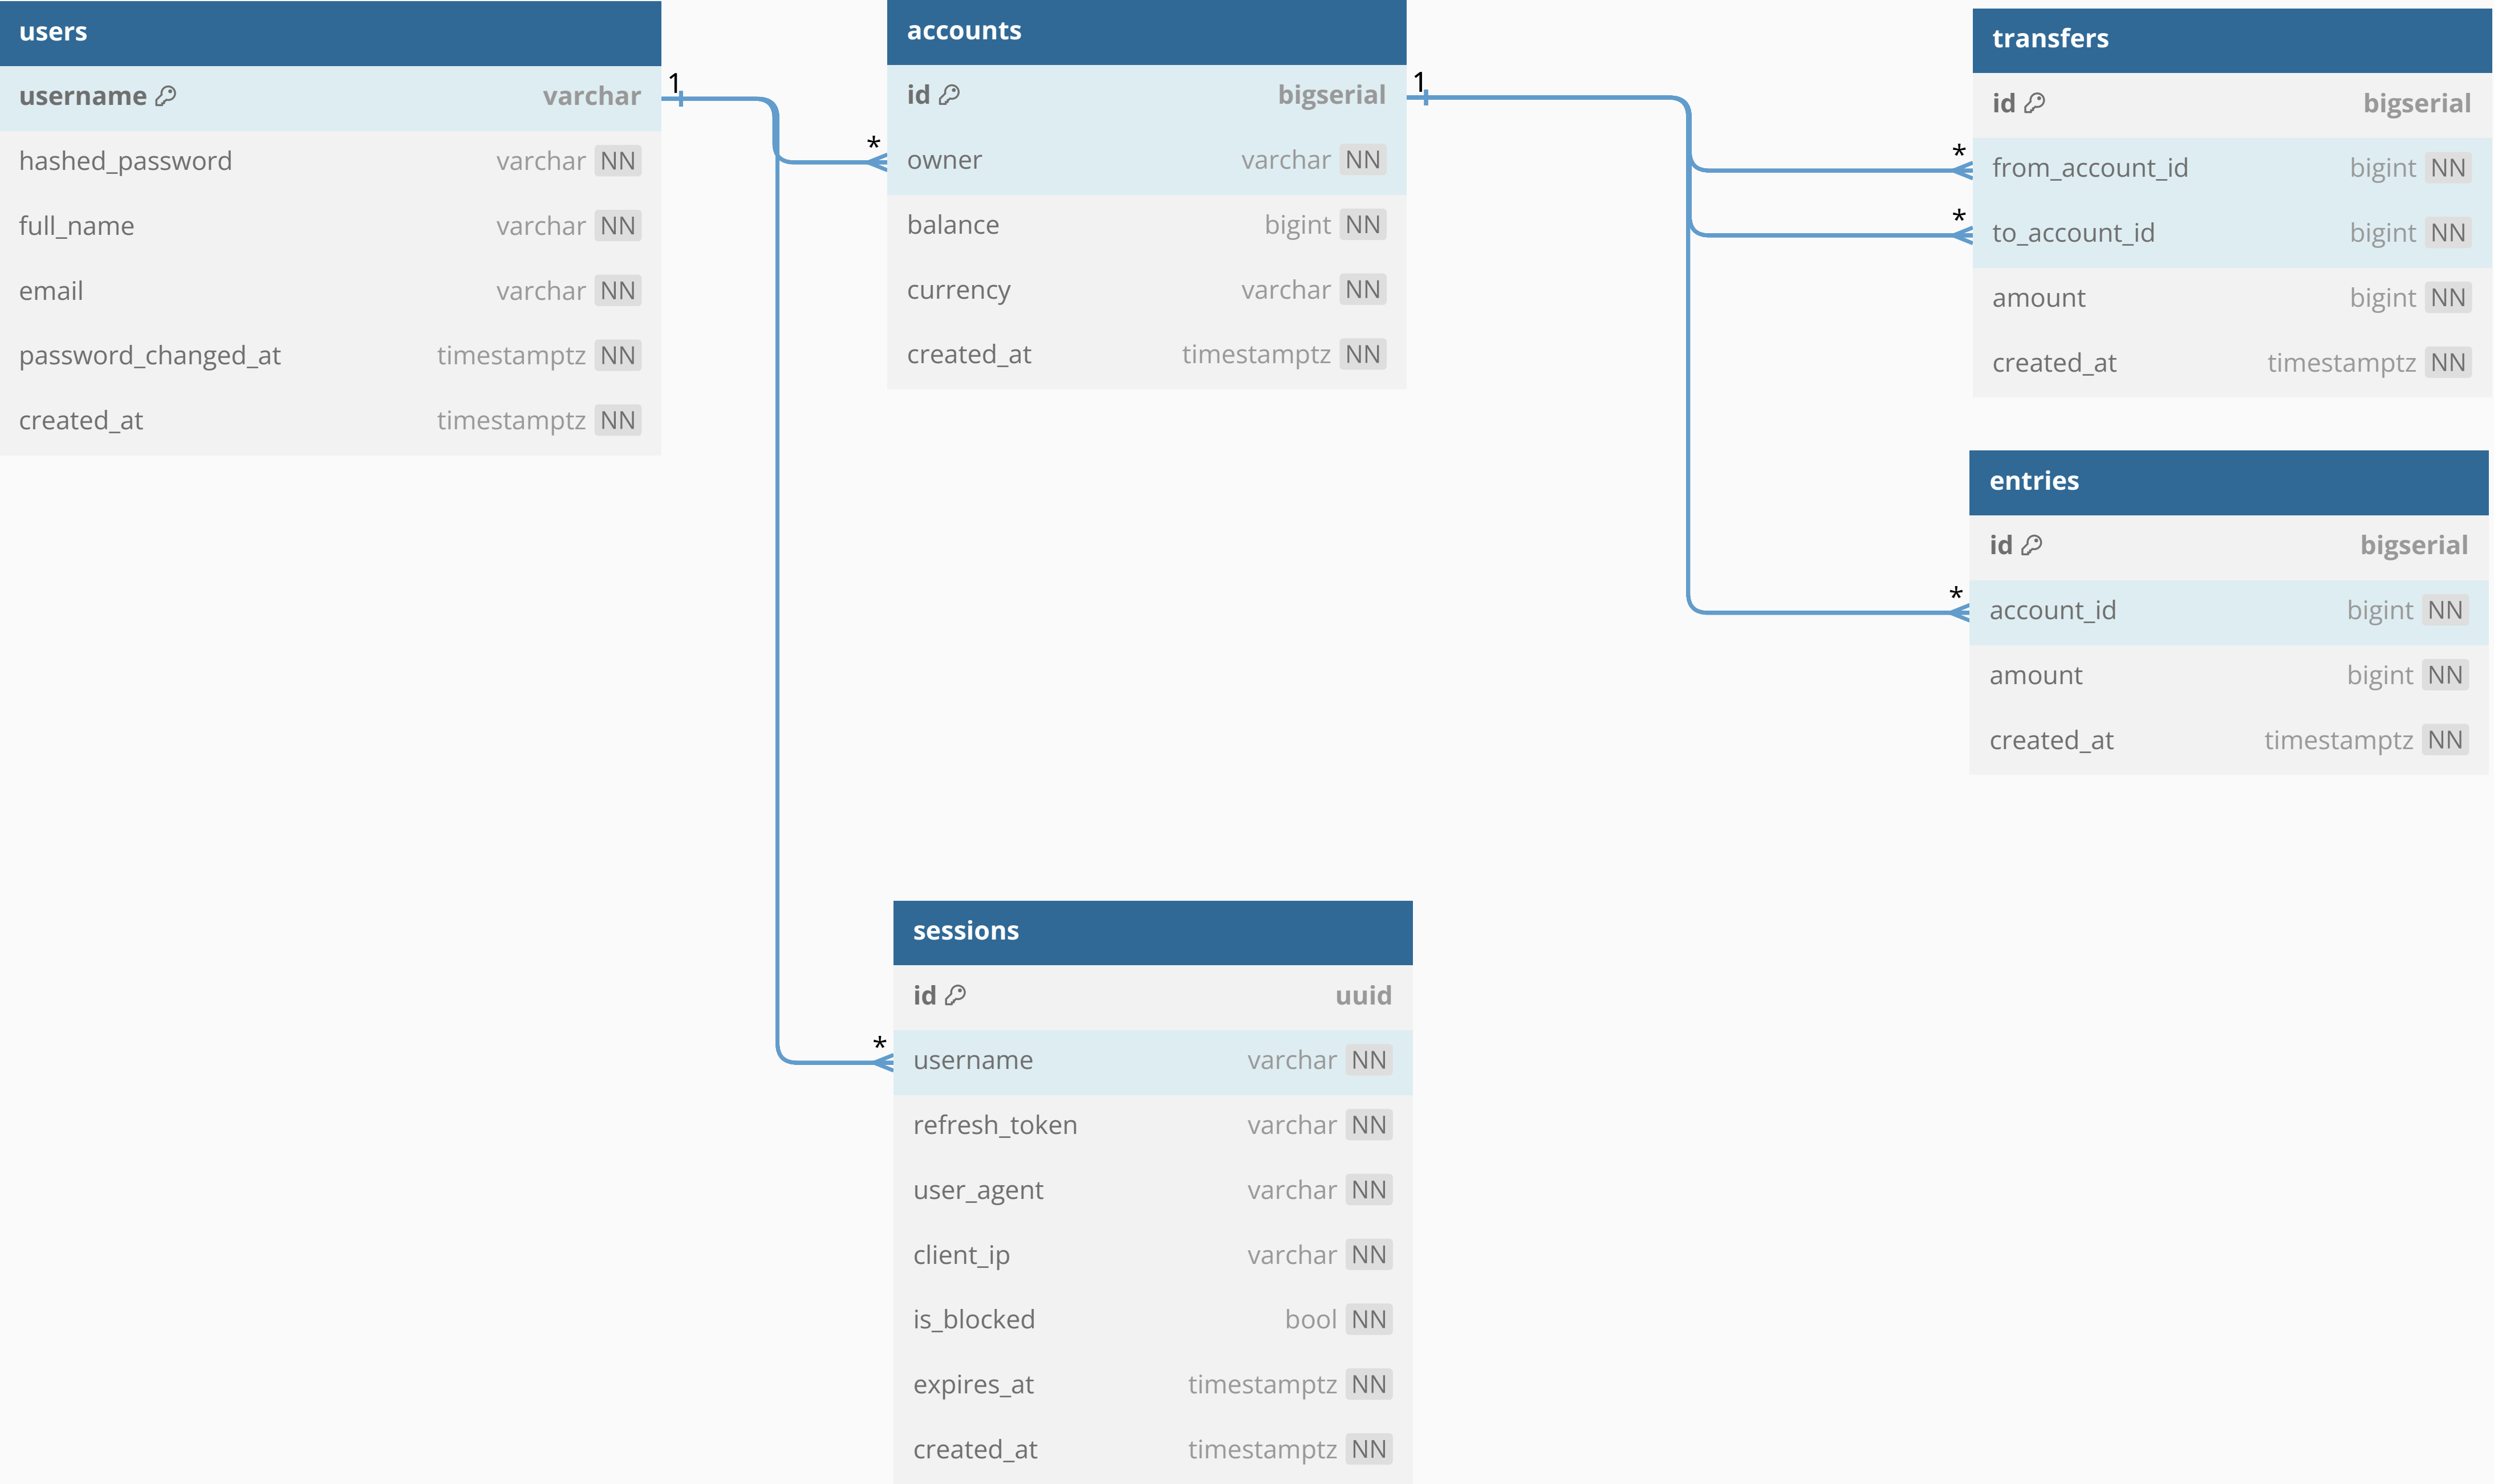 users
username varchar
hashed_password varchar NN
full_name varchar NN
email varchar NN
password_changed_at timestamptz NN
created_at timestamptz NN
1
*
accounts
id bigserial
owner varchar NN
balance bigint NN
currency varchar NN
created_at timestamptz NN
1
*
*
transfers
id bigserial
from_account_id bigint NN
to_account_id bigint NN
amount bigint NN
created_at timestamptz NN
*
entries
id bigserial
account_id bigint NN
amount bigint NN
created_at timestamptz NN
*
sessions
id uuid
username varchar NN
refresh_token varchar NN
user_agent varchar NN
client_ip varchar NN
is_blocked bool NN
expires_at timestamptz NN
created_at timestamptz NN